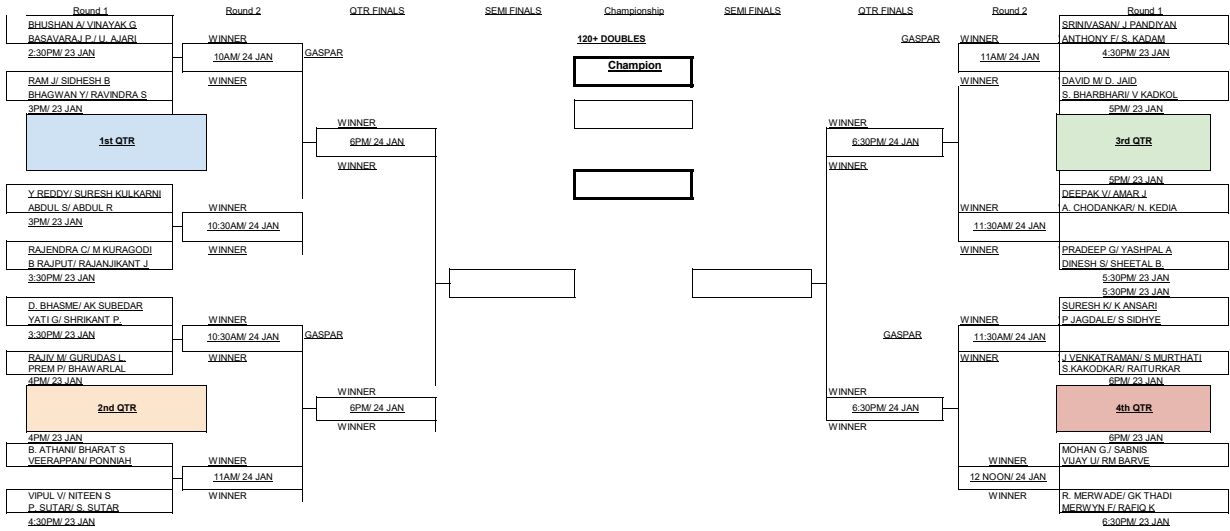 Round 1
Round 2
QTR FINALS
SEMI FINALS
Championship
SEMI FINALS
QTR FINALS
Round 2
Round 1
120+ DOUBLES
Champion
BHUSHAN A/ VINAYAK G
BASAVARAJ P./ U. AJARI
2:30PM/ 23 JAN
WINNER
10AM/ 24 JAN
WINNER
GASPAR
RAM J/ SIDHESH B
BHAGWAN Y/ RAVINDRA S
3PM/ 23 JAN
1st QTR
WINNER
6PM/ 24 JAN
WINNER
Y REDDY/ SURESH KULKARNI
ABDUL S/ ABDUL R
3PM/ 23 JAN
WINNER
10:30AM/ 24 JAN
WINNER
RAJENDRA C/ M KURAGODI
B RAJPUT/ RAJANJIKANT J
3:30PM/ 23 JAN
D. BHASME/ AK SUBEDAR
YATI G/ SHRIKANT P.
3:30PM/ 23 JAN
WINNER
10:30AM/ 24 JAN
WINNER
GASPAR
RAJIV M/ GURUDAS L.
PREM P/ BHAWARLAL
4PM/ 23 JAN
2nd QTR
WINNER
6PM/ 24 JAN
WINNER
4PM/ 23 JAN
B. ATHANI/ BHARAT S
VEERAPPAN/ PONNIAH
WINNER
11AM/ 24 JAN
WINNER
VIPUL V/ NITEEN S
P. SUTAR/ S. SUTAR
4:30PM/ 23 JAN
SRINIVASAN/ J PANDIYAN
ANTHONY F/ S. KADAM
4:30PM/ 23 JAN
GASPAR
WINNER
11AM/ 24 JAN
WINNER
DAVID M/ D. JAID
S. BHARBHARI/ V KADKOL
5PM/ 23 JAN
3rd QTR
WINNER
6:30PM/ 24 JAN
WINNER
5PM/ 23 JAN
DEEPAK V/ AMAR J
A. CHODANKAR/ N. KEDIA
WINNER
11:30AM/ 24 JAN
WINNER
PRADEEP G/ YASHPAL A
DINESH S/ SHEETAL B.
5:30PM/ 23 JAN
5:30PM/ 23 JAN
SURESH K/ K ANSARI
P JAGDALE/ S SIDHYE
GASPAR
WINNER
11:30AM/ 24 JAN
WINNER
J VENKATRAMAN/ S MURTHATI
S.KAKODKAR/ RAITURKAR
6PM/ 23 JAN
4th QTR
WINNER
6:30PM/ 24 JAN
WINNER
6PM/ 23 JAN
MOHAN G./ SABNIS
VIJAY U/ RM BARVE
WINNER
12 NOON/ 24 JAN
WINNER
R. MERWADE/ GK THADI
MERWYN F/ RAFIQ K
6:30PM/ 23 JAN